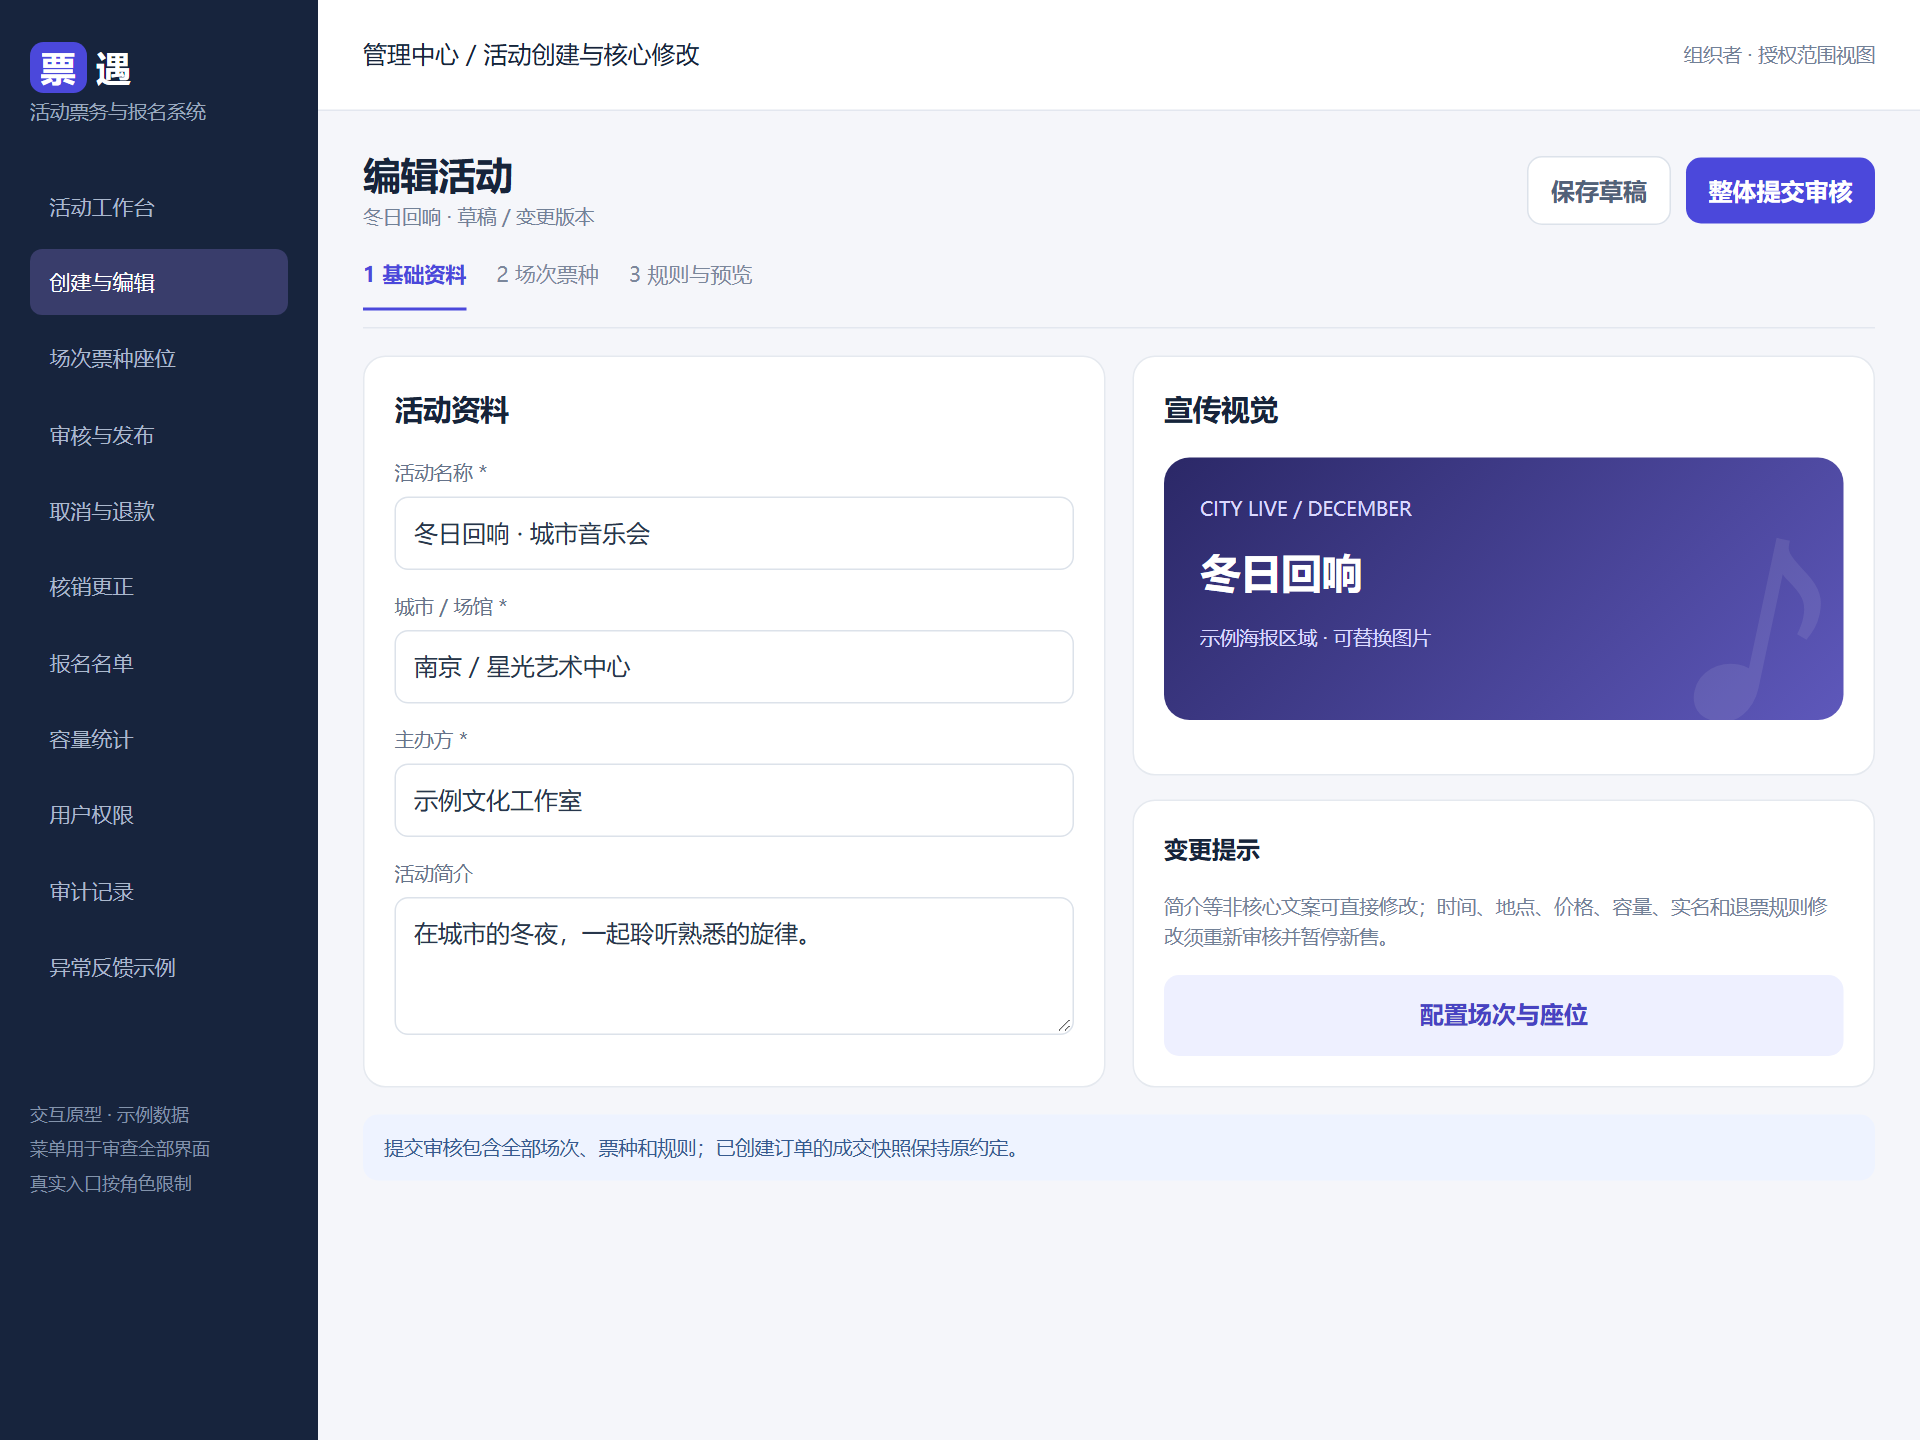 票 遇
活动票务与报名系统
活动工作台
创建与编辑
场次票种座位
审核与发布
取消与退款
核销更正
报名名单
容量统计
用户权限
审计记录
异常反馈示例
交互原型 · 示例数据
菜单用于审查全部界面
真实入口按角色限制
管理中心 / 活动创建与核心修改
组织者 · 授权范围视图
编辑活动
冬日回响 · 草稿 / 变更版本
保存草稿
整体提交审核
1 基础资料
2 场次票种
3 规则与预览
活动资料
活动名称 *
冬日回响 · 城市音乐会
城市 / 场馆 *
南京 / 星光艺术中心
主办方 *
示例文化工作室
活动简介
在城市的冬夜，一起聆听熟悉的旋律。
宣传视觉
CITY LIVE / DECEMBER
冬日回响
示例海报区域 · 可替换图片
变更提示
简介等非核心文案可直接修改；时间、地点、价格、容量、实名和退票规则修
改须重新审核并暂停新售。
配置场次与座位
提交审核包含全部场次、票种和规则；已创建订单的成交快照保持原约定。